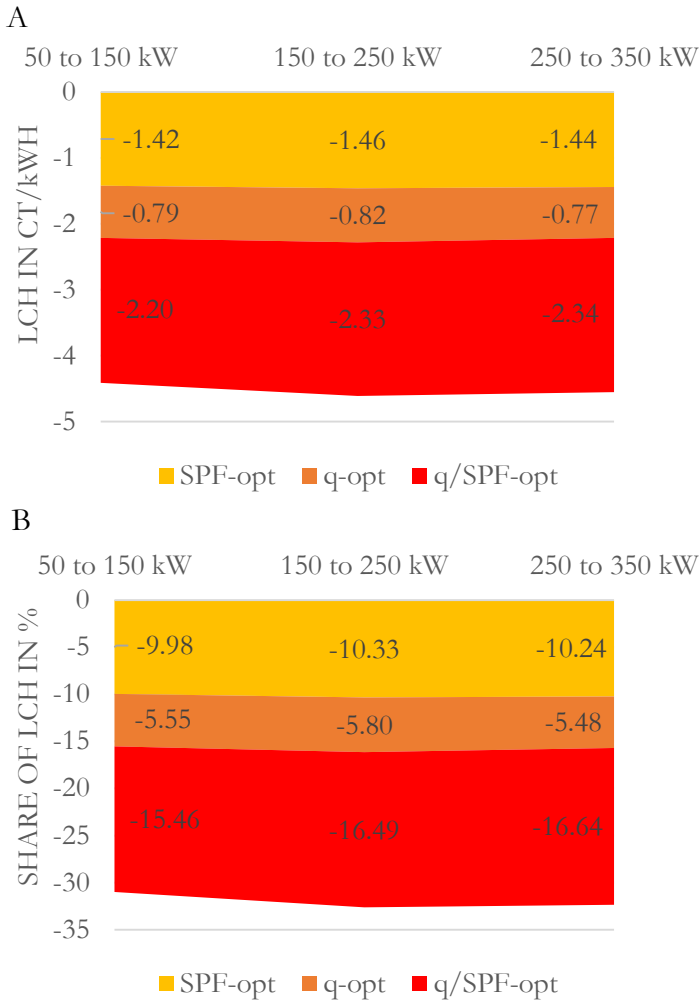 A
50 to 150 kW 150 to 250 kW 250 to 350 kW
0
-1
-2
-3
-4
-5
LCH IN CT/KWH
-1.42 -1.46 -1.44
-0.79 -0.82 -0.77
-2.20 -2.33 -2.34
SPF-opt q-opt q/SPF-opt
B
50 to 150 kW 150 to 250 kW 250 to 350 kW
0
-5
-10
-15
-20
-25
-30
-35
SHARE OF LCH IN %
-9.98 -10.33 -10.24
-5.55 -5.80 -5.48
-15.46 -16.49 -16.64
SPF-opt q-opt q/SPF-opt